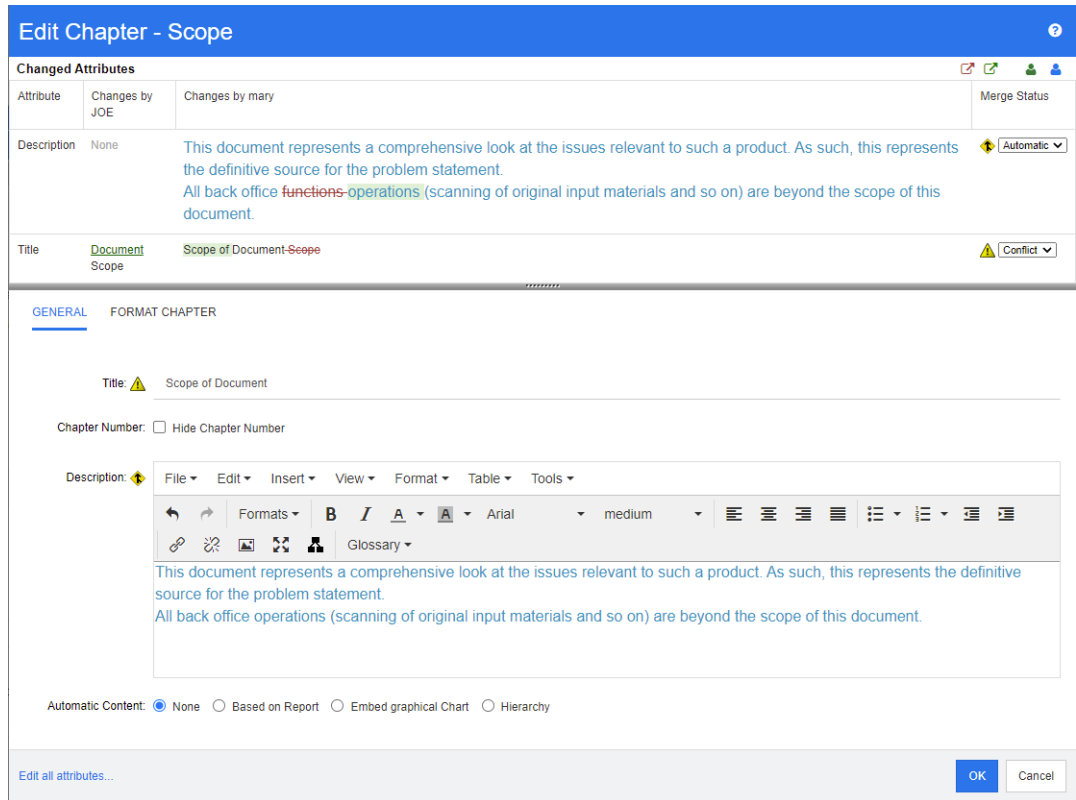 Edit Chapter - Scope
Changed Attributes
Attribute
Changes by
JOE
Changes by mary
Merge Status
Description
None
This document represents a comprehensive look at the issues relevant to such a product. As such, this represents
the definitive source for the problem statement.
All back office functions operations (scanning of original input materials and so on) are beyond the scope of this
document.
Automatic
Title
Document
Scope
Scope of Document Scope
Conflict
GENERAL FORMAT CHAPTER
Title: Scope of Document
Chapter Number: Hide Chapter Number
Description:
File Edit Insert View Format Table Tools
Formats B I A A Arial medium
Glossary
This document represents a comprehensive look at the issues relevant to such a product. As such, this represents the definitive
source for the problem statement.
All back office operations (scanning of original input materials and so on) are beyond the scope of this document.
Automatic Content: None Based on Report Embed graphical Chart Hierarchy
Edit all attributes... OK Cancel